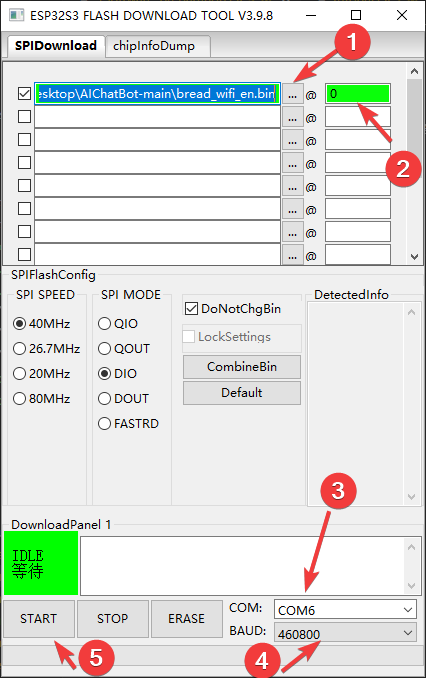 ESP32S3 FLASH DOWNLOAD TOOL V3.9.8
SPIDownload chipInfoDump
1
esktop\AIChatBot-main\bread_wifi_en.bin ... @ 0
... @
2
... @
... @
... @
... @
... @
... @
SPIFlashConfig
SPI SPEED SPI MODE DoNotChgBin DetectedInfo
40MHz QIO LockSettings
26.7MHz QOUT CombineBin
20MHz DIO Default
80MHz DOUT
FASTRD
3
DownloadPanel 1
IDLE
等待
START STOP ERASE COM: COM6
BAUD: 460800
5 4